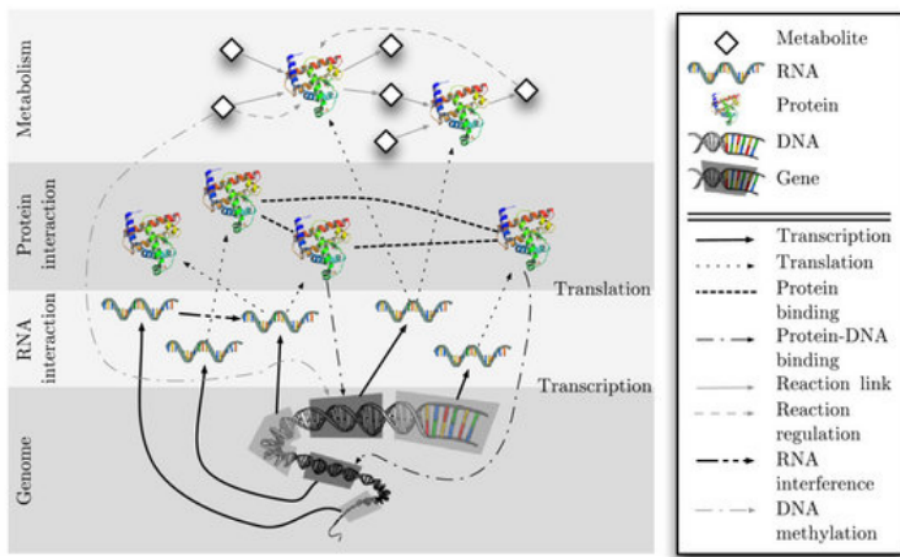 Metabolism
Protein
interaction
RNA
interaction
Genome
Translation
Transcription
Metabolite
RNA
Protein
DNA
Gene
Transcription
Translation
Protein
binding
Protein-DNA
binding
Reaction link
Reaction
regulation
RNA
interference
DNA
methylation